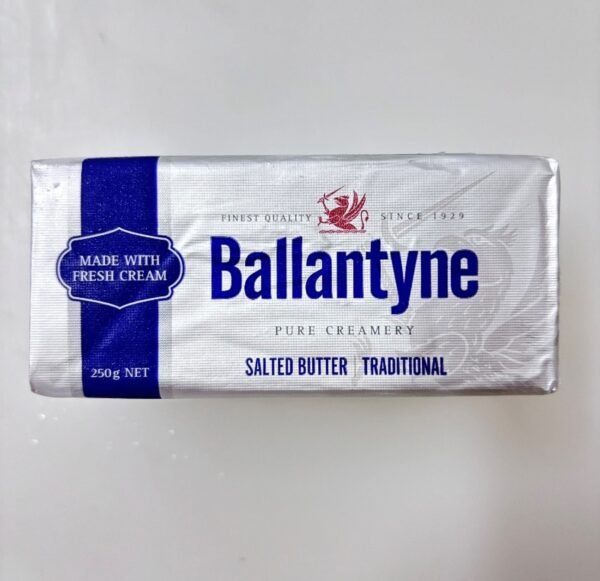 FINEST QUALITY SINCE 1929
MADE WITH
FRESH CREAM
Ballantyne
PURE CREAMERY
SALTED BUTTER | TRADITIONAL
250g NET